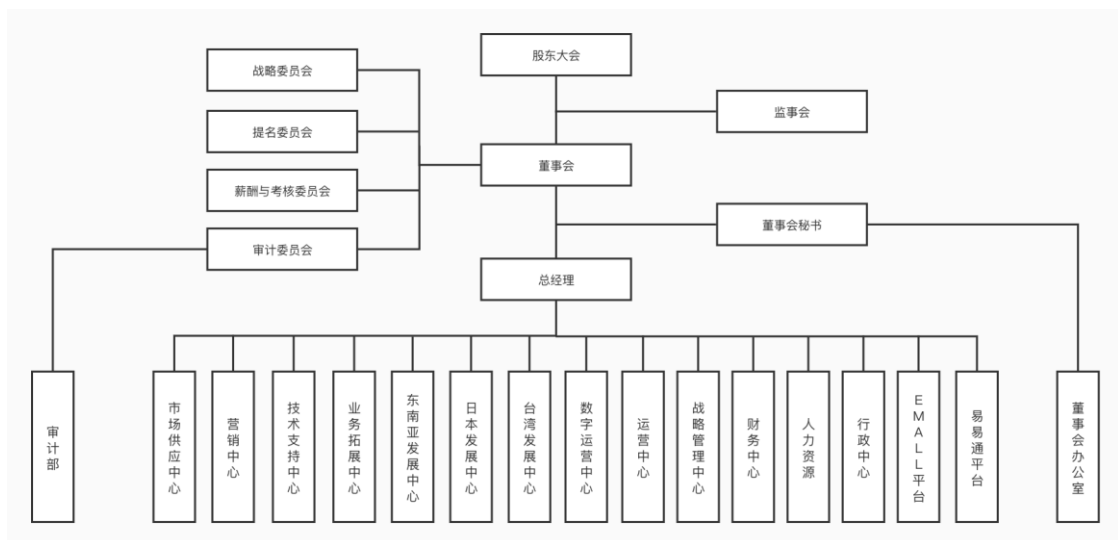 股东大会
战略委员会
监事会
提名委员会
董事会
薪酬与考核委员会
董事会秘书
审计委员会
总经理
审计部
市场供应中心
营销中心
技术支持中心
业务拓展中心
东南亚发展中心
日本发展中心
台湾发展中心
数字运营中心
运营中心
战略管理中心
财务中心
人力资源
行政中心
EMALL平台
易易通平台
董事会办公室